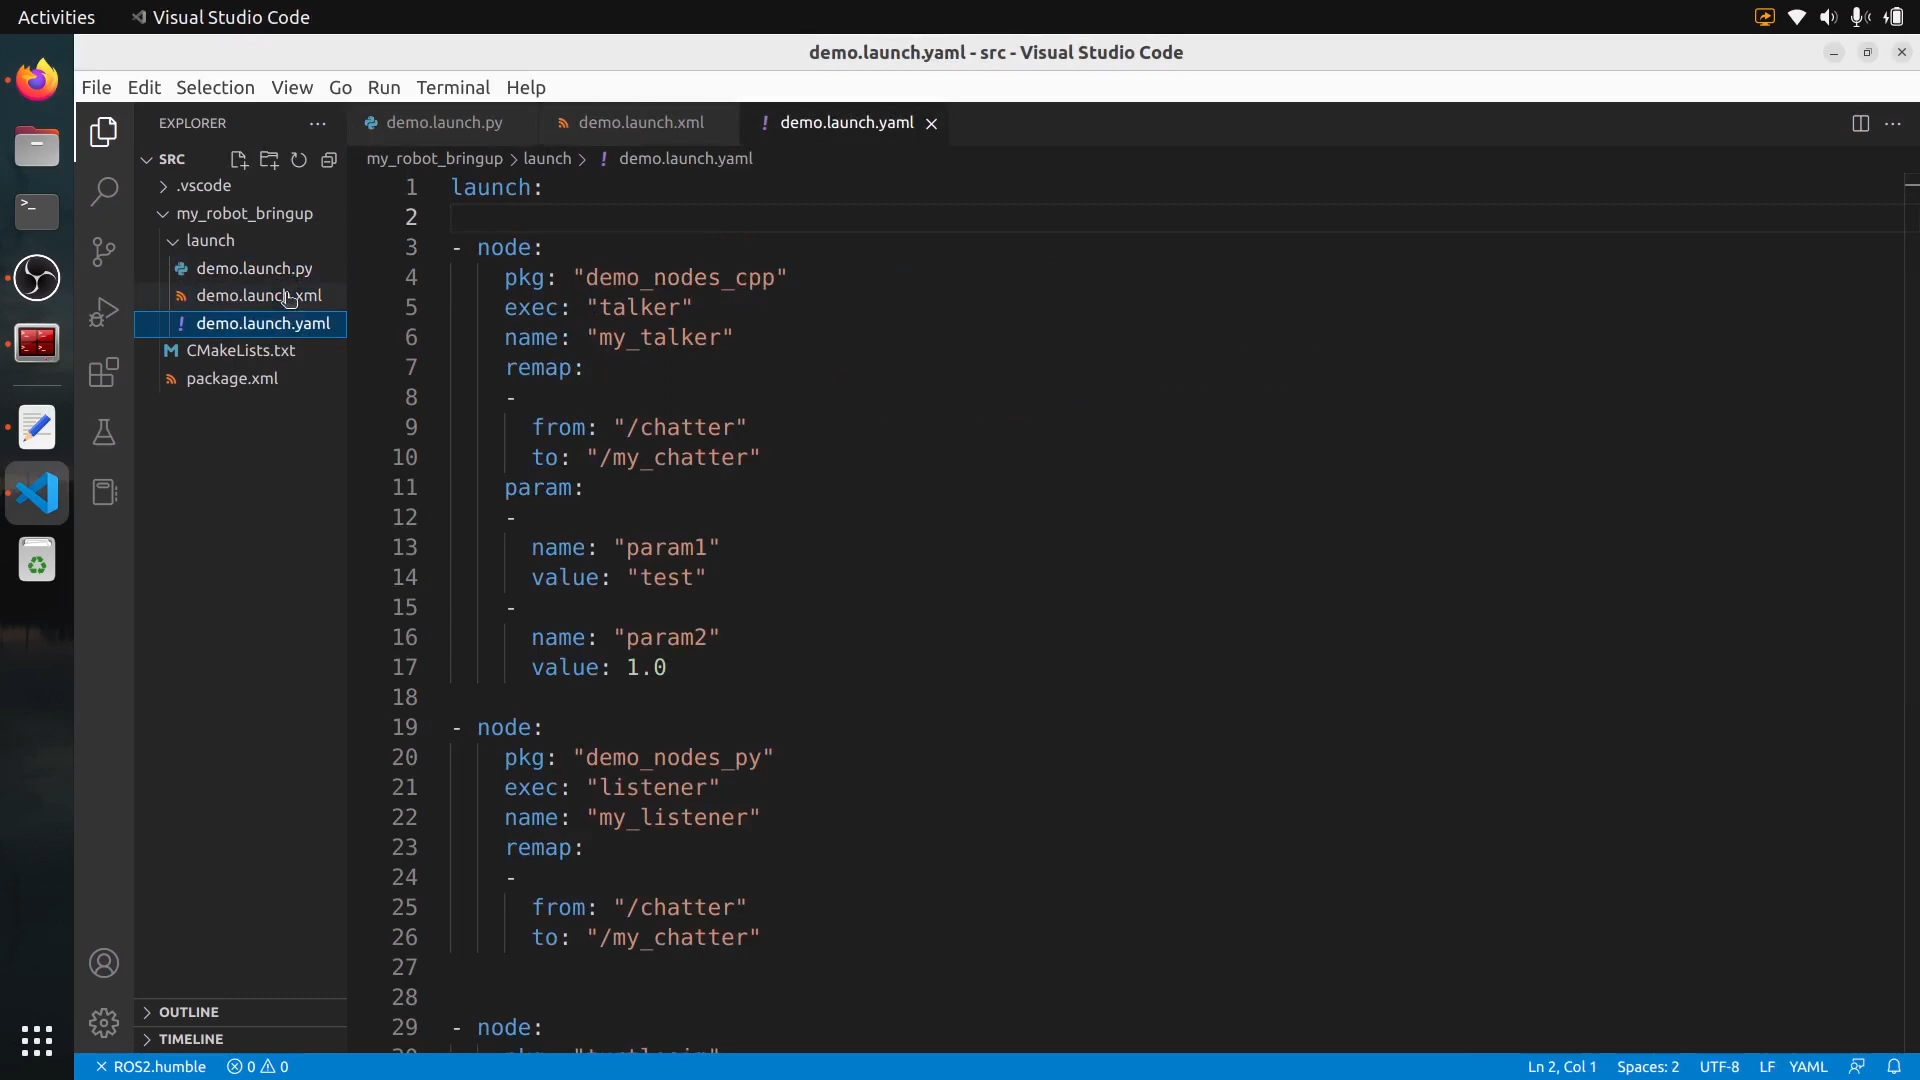 Activities
Visual Studio Code
demo.launch.yaml - src - Visual Studio Code
File Edit Selection View Go Run Terminal Help
EXPLORER
SRC
.vscode
my_robot_bringup
launch
demo.launch.py
demo.launch.xml
demo.launch.yaml
CMakeLists.txt
package.xml
OUTLINE
TIMELINE
demo.launch.py
demo.launch.xml
! demo.launch.yaml
my_robot_bringup > launch > ! demo.launch.yaml
1 launch:
2
3 - node:
4 pkg: "demo_nodes_cpp"
5 exec: "talker"
6 name: "my_talker"
7 remap:
8 -
9 from: "/chatter"
10 to: "/my_chatter"
11 param:
12 -
13 name: "param1"
14 value: "test"
15 -
16 name: "param2"
17 value: 1.0
18
19 - node:
20 pkg: "demo_nodes_py"
21 exec: "listener"
22 name: "my_listener"
23 remap:
24 -
25 from: "/chatter"
26 to: "/my_chatter"
27
28
29 - node:
ROS2.humble
0 0
Ln 2, Col 1
Spaces: 2
UTF-8
LF
YAML